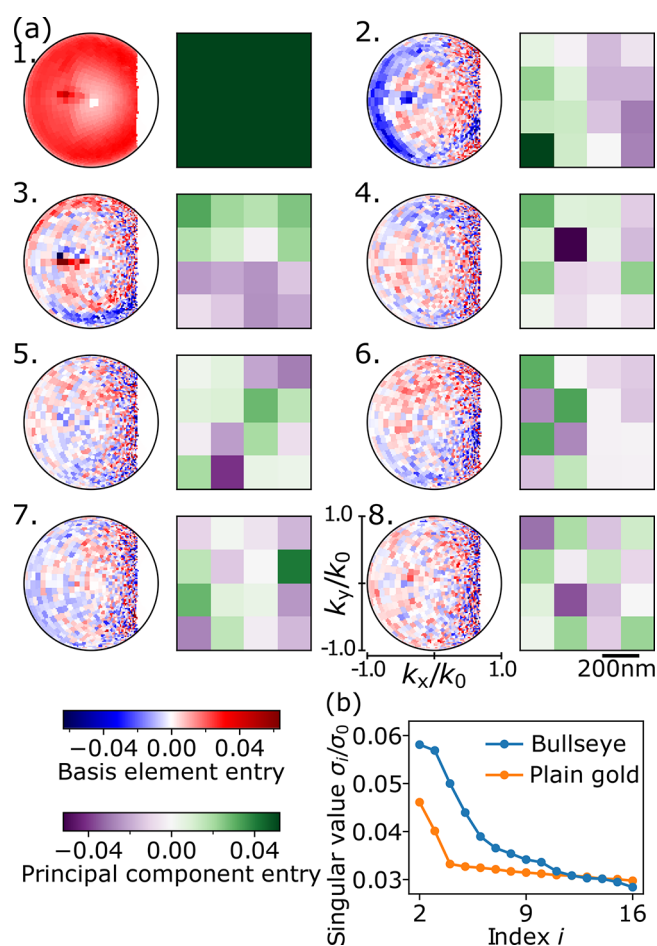 (a)
1.
2.
3.
4.
5.
6.
7.
8.
1.0
k_y/k_0
-1.0
-1.0 0.0 1.0
k_x/k_0
200nm
−0.04 0.00 0.04
Basis element entry
−0.04 0.00 0.04
Principal component entry
(b)
Singular value σ_i/σ_0
0.06
0.05
0.04
0.03
Bullseye
Plain gold
2 9 16
Index i